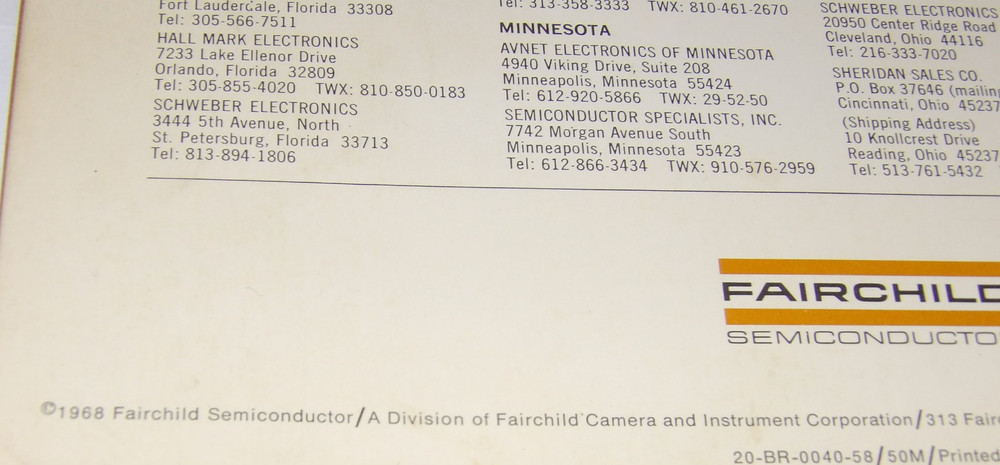 Fort Lauderdale, Florida 33308
Tel: 305-566-7511
HALL MARK ELECTRONICS
7233 Lake Ellenor Drive
Orlando, Florida 32809
Tel: 305-855-4020 TWX: 810-850-0183
SCHWEBER ELECTRONICS
3444 5th Avenue, North
St. Petersburg, Florida 33713
Tel: 813-894-1806
Tel: 313-358-3333 TWX: 810-461-2670
MINNESOTA
AVNET ELECTRONICS OF MINNESOTA
4940 Viking Drive, Suite 208
Minneapolis, Minnesota 55424
Tel: 612-920-5866 TWX: 29-52-50
SEMICONDUCTOR SPECIALISTS, INC.
7742 Morgan Avenue South
Minneapolis, Minnesota 55423
Tel: 612-866-3434 TWX: 910-576-2959
SCHWEBER ELECTRONICS
20950 Center Ridge Road
Cleveland, Ohio 44116
Tel: 216-333-7020
SHERIDAN SALES CO.
P.O. Box 37646 (mailing
Cincinnati, Ohio 45237
(Shipping Address)
10 Knollcrest Drive
Reading, Ohio 45237
Tel: 513-761-5432
FAIRCHILD
SEMICONDUCTO
©1968 Fairchild Semiconductor/A Division of Fairchild Camera and Instrument Corporation/313 Fair
20-BR-0040-58/50M/Printed